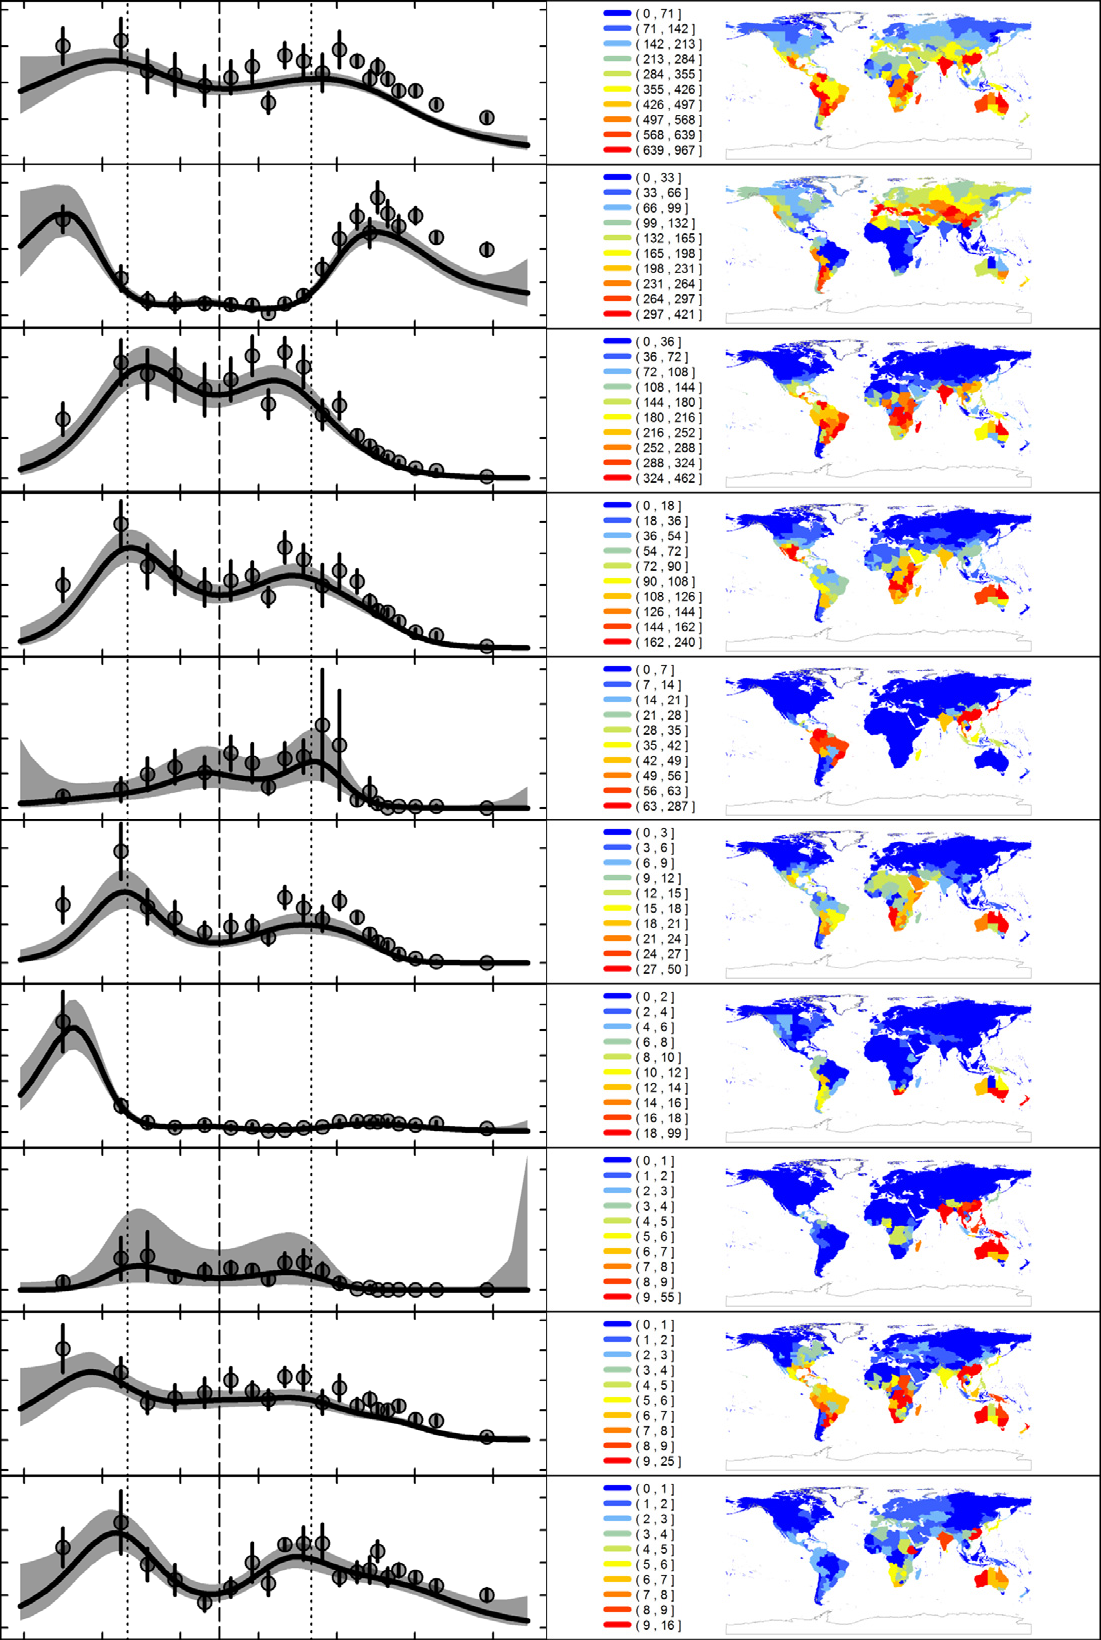 ( 0 , 71 ]
( 71 , 142 ]
( 142 , 213 ]
( 213 , 284 ]
( 284 , 355 ]
( 355 , 426 ]
( 426 , 497 ]
( 497 , 568 ]
( 568 , 639 ]
( 639 , 967 ]
( 0 , 33 ]
( 33 , 66 ]
( 66 , 99 ]
( 99 , 132 ]
( 132 , 165 ]
( 165 , 198 ]
( 198 , 231 ]
( 231 , 264 ]
( 264 , 297 ]
( 297 , 421 ]
( 0 , 36 ]
( 36 , 72 ]
( 72 , 108 ]
( 108 , 144 ]
( 144 , 180 ]
( 180 , 216 ]
( 216 , 252 ]
( 252 , 288 ]
( 288 , 324 ]
( 324 , 462 ]
( 0 , 18 ]
( 18 , 36 ]
( 36 , 54 ]
( 54 , 72 ]
( 72 , 90 ]
( 90 , 108 ]
( 108 , 126 ]
( 126 , 144 ]
( 144 , 162 ]
( 162 , 240 ]
( 0 , 7 ]
( 7 , 14 ]
( 14 , 21 ]
( 21 , 28 ]
( 28 , 35 ]
( 35 , 42 ]
( 42 , 49 ]
( 49 , 56 ]
( 56 , 63 ]
( 63 , 287 ]
( 0 , 3 ]
( 3 , 6 ]
( 6 , 9 ]
( 9 , 12 ]
( 12 , 15 ]
( 15 , 18 ]
( 18 , 21 ]
( 21 , 24 ]
( 24 , 27 ]
( 27 , 50 ]
( 0 , 2 ]
( 2 , 4 ]
( 4 , 6 ]
( 6 , 8 ]
( 8 , 10 ]
( 10 , 12 ]
( 12 , 14 ]
( 14 , 16 ]
( 16 , 18 ]
( 18 , 99 ]
( 0 , 1 ]
( 1 , 2 ]
( 2 , 3 ]
( 3 , 4 ]
( 4 , 5 ]
( 5 , 6 ]
( 6 , 7 ]
( 7 , 8 ]
( 8 , 9 ]
( 9 , 55 ]
( 0 , 1 ]
( 1 , 2 ]
( 2 , 3 ]
( 3 , 4 ]
( 4 , 5 ]
( 5 , 6 ]
( 6 , 7 ]
( 7 , 8 ]
( 8 , 9 ]
( 9 , 25 ]
( 0 , 1 ]
( 1 , 2 ]
( 2 , 3 ]
( 3 , 4 ]
( 4 , 5 ]
( 5 , 6 ]
( 6 , 7 ]
( 7 , 8 ]
( 8 , 9 ]
( 9 , 16 ]